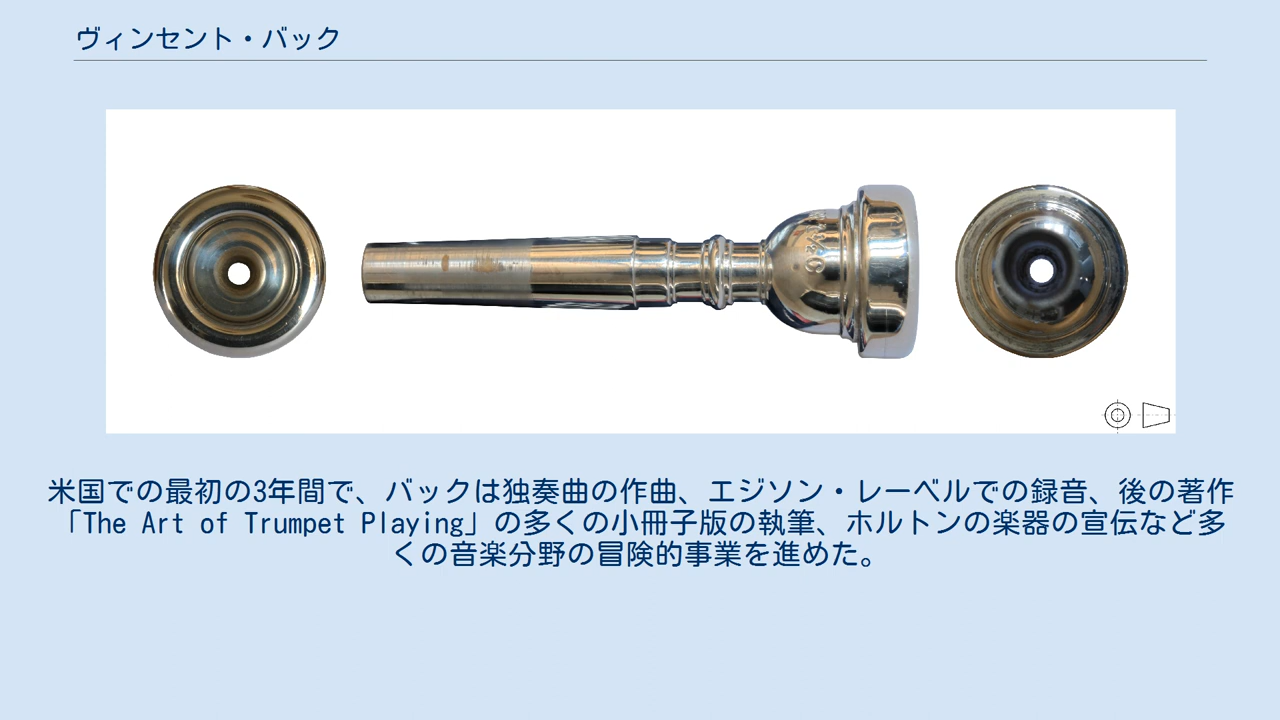 ヴィンセント・バック
米国での最初の3年間で、バックは独奏曲の作曲、エジソン・レーベルでの録音、後の著作
「The Art of Trumpet Playing」の多くの小冊子版の執筆、ホルトンの楽器の宣伝など多
くの音楽分野の冒険的事業を進めた。